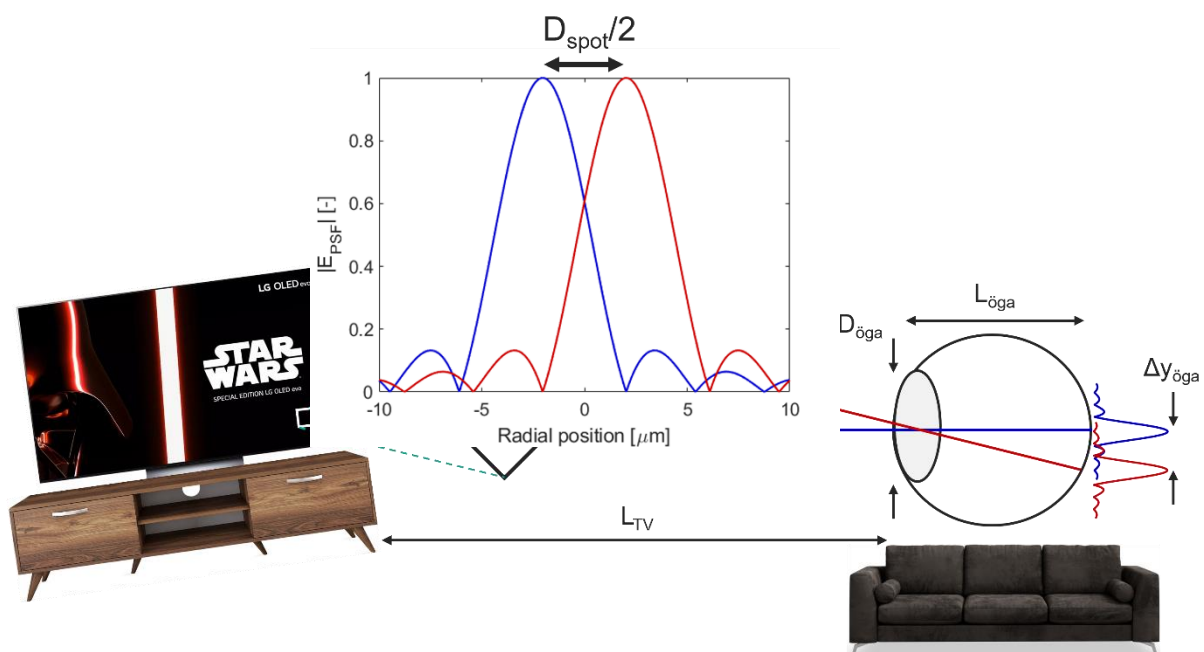 D_spot/2
1
0.8
0.6
0.4
0.2
0
|E_PSF| [-]
-10 -5 0 5 10
Radial position [μm]
LG OLED evo
STAR
WARS
SPECIAL EDITION LG OLED evo
L_öga
D_öga
Δy_öga
L_TV